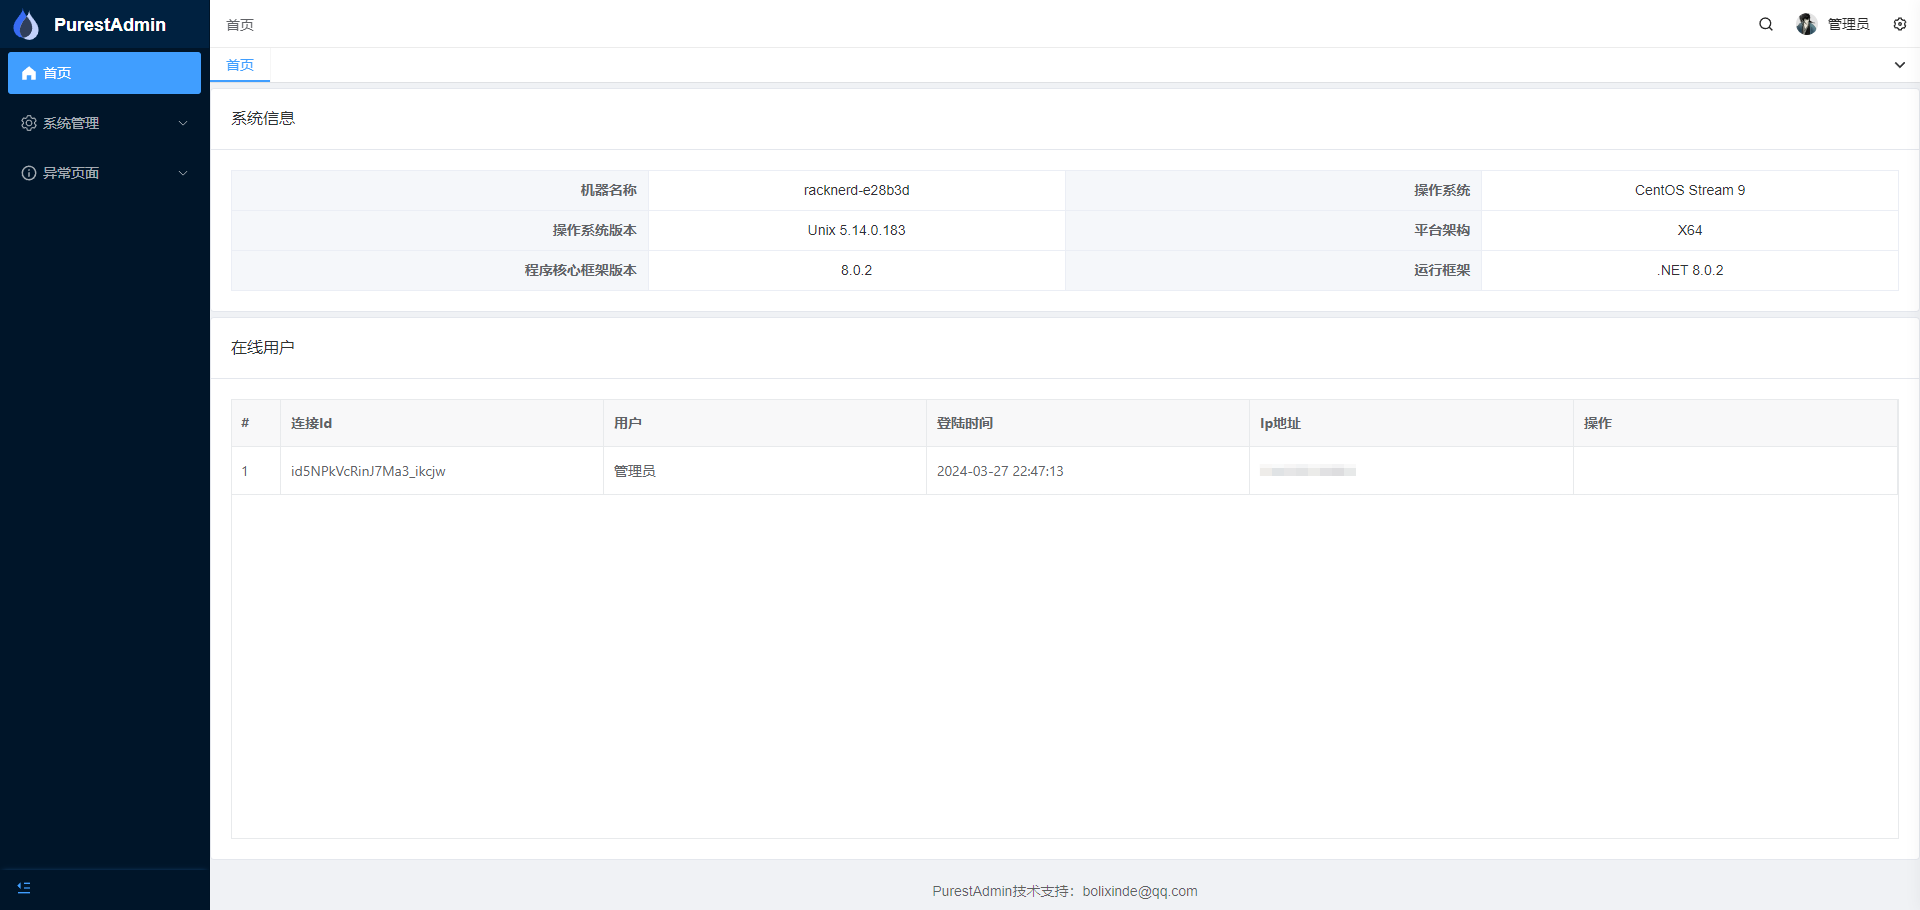 PurestAdmin
首页
系统管理
异常页面
首页
管理员
首页
系统信息
机器名称 racknerd-e28b3d 操作系统 CentOS Stream 9
操作系统版本 Unix 5.14.0.183 平台架构 X64
程序核心框架版本 8.0.2 运行框架 .NET 8.0.2
在线用户
# 连接Id 用户 登陆时间 Ip地址 操作
1 id5NPkVcRinJ7Ma3_ikcjw 管理员 2024-03-27 22:47:13
PurestAdmin技术支持：bolixinde@qq.com